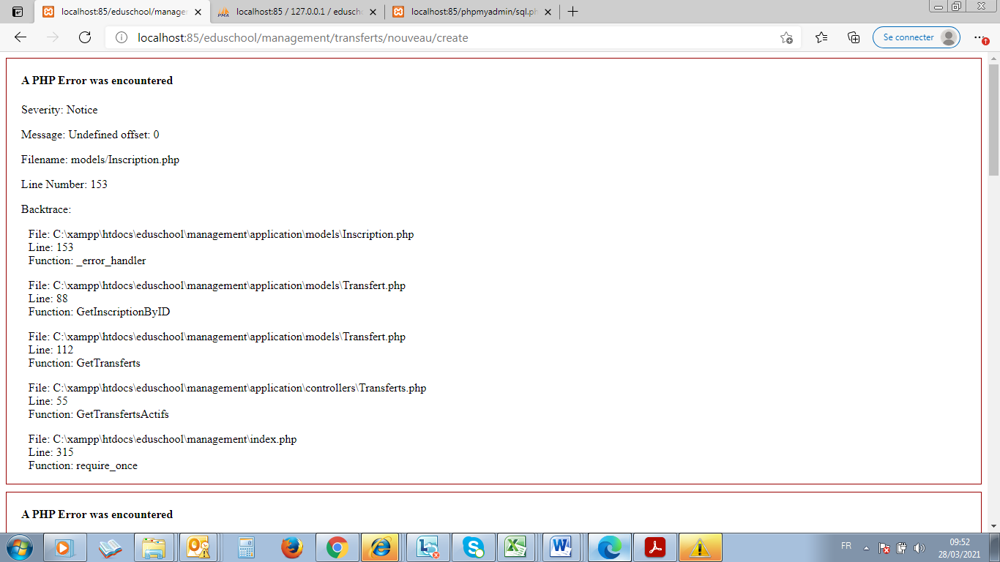 localhost:85/eduschool/manager
localhost:85 / 127.0.0.1 / edusch
localhost:85/phpmyadmin/sql.ph
localhost:85/eduschool/management/transferts/nouveau/create
Se connecter
A PHP Error was encountered
Severity: Notice
Message: Undefined offset: 0
Filename: models/Inscription.php
Line Number: 153
Backtrace:
File: C:\xampp\htdocs\eduschool\management\application\models\Inscription.php
Line: 153
Function: _error_handler
File: C:\xampp\htdocs\eduschool\management\application\models\Transfert.php
Line: 88
Function: GetInscriptionByID
File: C:\xampp\htdocs\eduschool\management\application\models\Transfert.php
Line: 112
Function: GetTransferts
File: C:\xampp\htdocs\eduschool\management\application\controllers\Transferts.php
Line: 55
Function: GetTransfertsActifs
File: C:\xampp\htdocs\eduschool\management\index.php
Line: 315
Function: require_once
A PHP Error was encountered
FR
09:52
28/03/2021